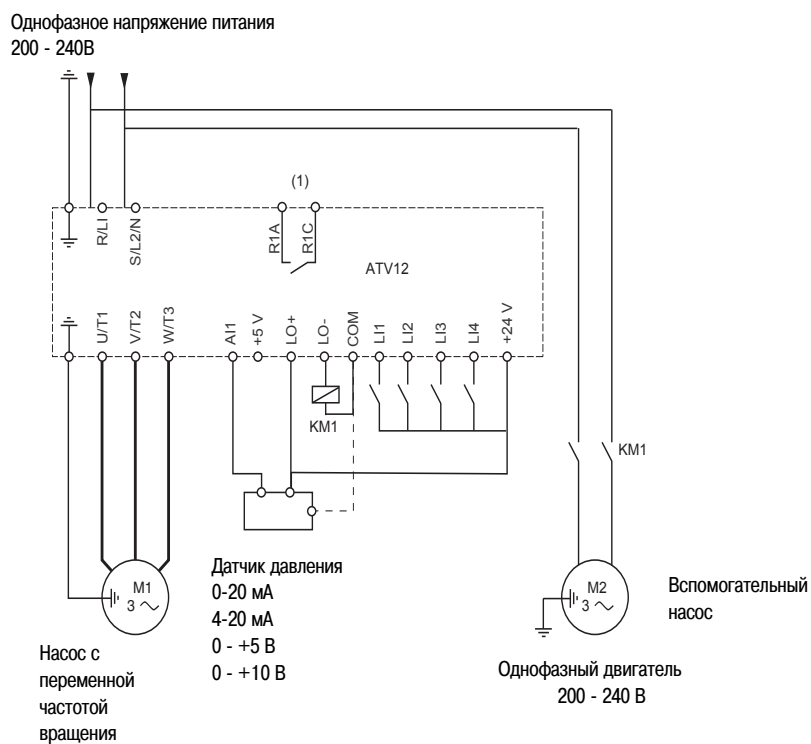 Однофазное напряжение питания
200 - 240В
(1)
R/LI
S/L2/N
R1A
R1C
ATV12
U/T1
V/T2
W/T3
AI1
+5 V
LO+
LO-
COM
LI1
LI2
LI3
LI4
+24 V
KM1
KM1
M1
3
M2
3
Датчик давления
0-20 мА
4-20 мА
0 - +5 В
0 - +10 В
Насос с
переменной
частотой
вращения
Вспомогательный
насос
Однофазный двигатель
200 - 240 В